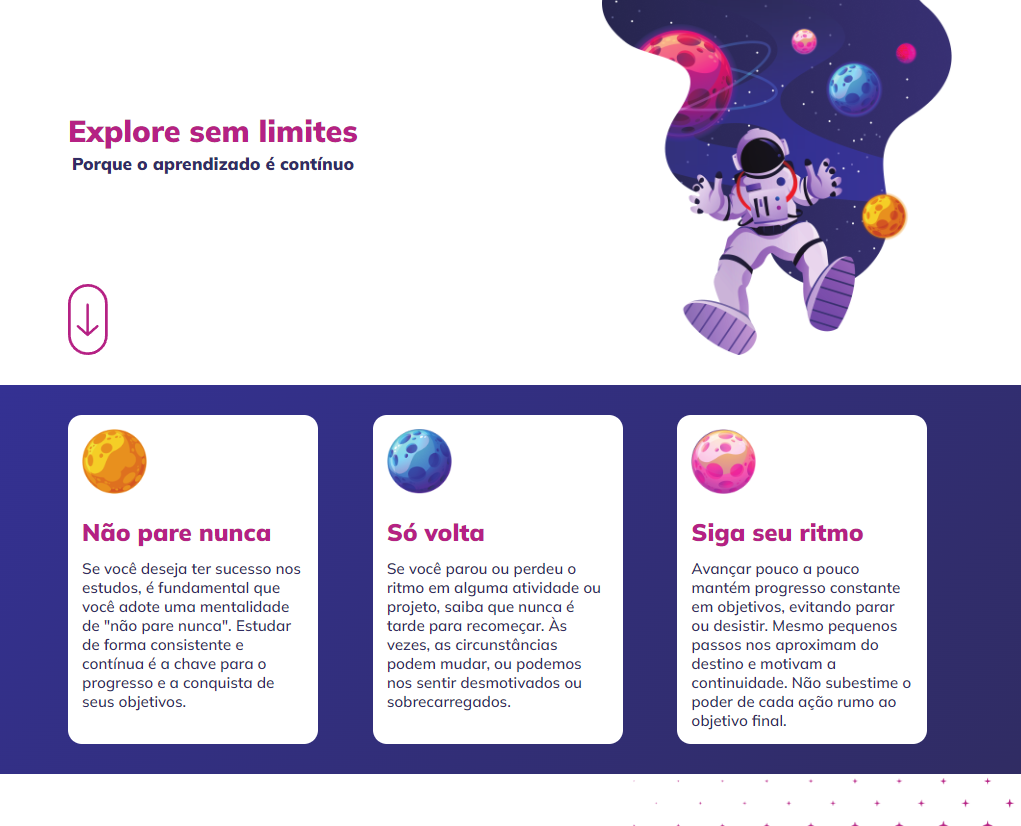 Explore sem limites
Porque o aprendizado é contínuo
Não pare nunca
Se você deseja ter sucesso nos
estudos, é fundamental que
você adote uma mentalidade
de "não pare nunca". Estudar
de forma consistente e
contínua é a chave para o
progresso e a conquista de
seus objetivos.
Só volta
Se você parou ou perdeu o
ritmo em alguma atividade ou
projeto, saiba que nunca é
tarde para recomeçar. Às
vezes, as circunstâncias
podem mudar, ou podemos
nos sentir desmotivados ou
sobrecarregados.
Siga seu ritmo
Avançar pouco a pouco
mantém progresso constante
em objetivos, evitando parar
ou desistir. Mesmo pequenos
passos nos aproximam do
destino e motivam a
continuidade. Não subestime o
poder de cada ação rumo ao
objetivo final.